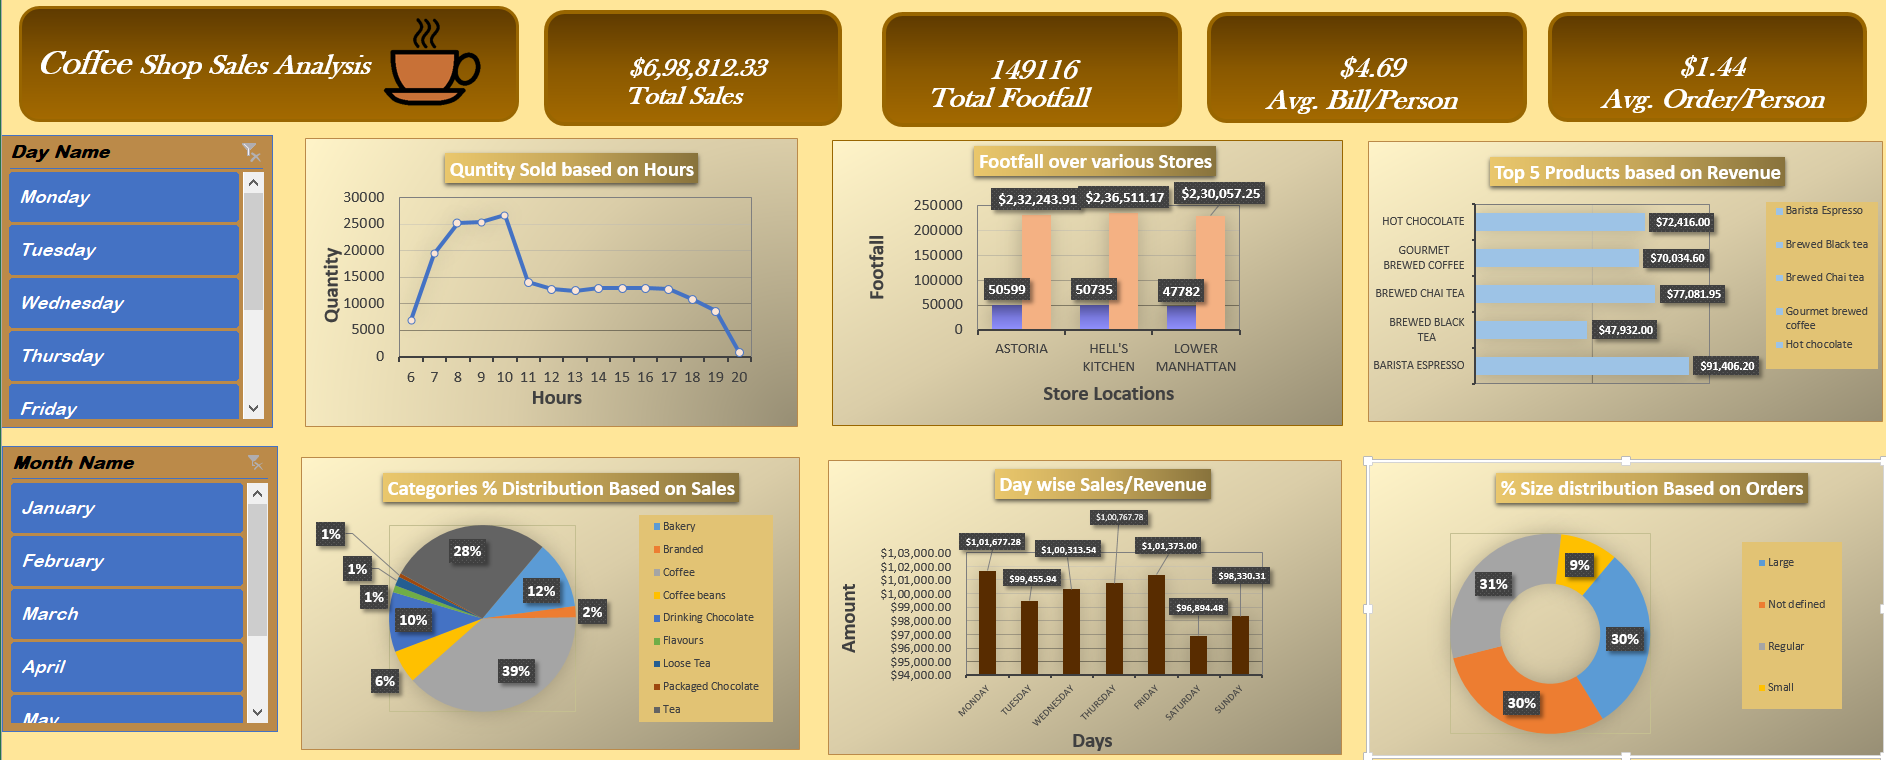 Coffee Shop Sales Analysis
$6,98,812.33
Total Sales
149116
Total Footfall
$4.69
Avg. Bill/Person
$1.44
Avg. Order/Person
Day Name
Monday
Tuesday
Wednesday
Thursday
Friday
Quntity Sold based on Hours
Quantity
30000
25000
20000
15000
10000
5000
0
6 7 8 9 10 11 12 13 14 15 16 17 18 19 20
Hours
Footfall over various Stores
Footfall
250000
200000
150000
100000
50000
0
$2,32,243.91 $2,36,511.17 $2,30,057.25
50599 50735 47782
ASTORIA HELL'S LOWER
KITCHEN MANHATTAN
Store Locations
Top 5 Products based on Revenue
HOT CHOCOLATE $72,416.00
GOURMET
BREWED COFFEE $70,034.60
BREWED CHAI TEA $77,081.95
BREWED BLACK
TEA $47,932.00
BARISTA ESPRESSO $91,406.20
Barista Espresso
Brewed Black tea
Brewed Chai tea
Gourmet brewed
coffee
Hot chocolate
Month Name
January
February
March
April
May
Categories % Distribution Based on Sales
28%
12%
2%
39%
6%
10%
1%
1%
1%
Bakery
Branded
Coffee
Coffee beans
Drinking Chocolate
Flavours
Loose Tea
Packaged Chocolate
Tea
Day wise Sales/Revenue
Amount
$1,03,000.00
$1,02,000.00
$1,01,000.00
$1,00,000.00
$99,000.00
$98,000.00
$97,000.00
$96,000.00
$95,000.00
$94,000.00
$1,01,677.28
$99,455.94
$1,00,313.54
$1,00,767.78
$1,01,373.00
$96,894.48
$98,330.31
MONDAY
TUESDAY
WEDNESDAY
THURSDAY
FRIDAY
SATURDAY
SUNDAY
Days
% Size distribution Based on Orders
9%
31%
30%
30%
Large
Not defined
Regular
Small